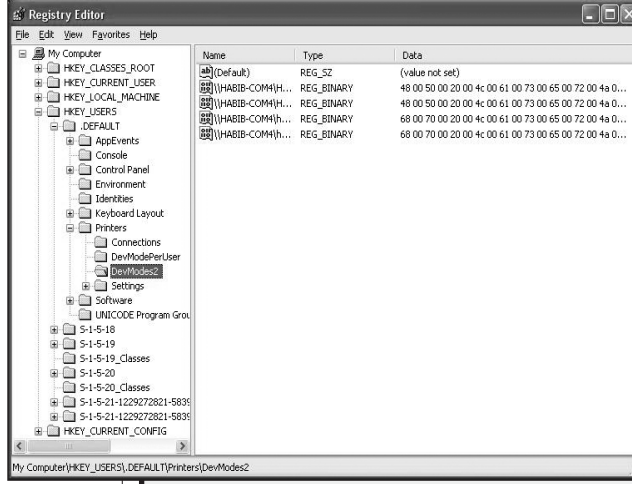 Registry Editor
File Edit View Favorites Help
My Computer
HKEY_CLASSES_ROOT
HKEY_CURRENT_USER
HKEY_LOCAL_MACHINE
HKEY_USERS
.DEFAULT
AppEvents
Console
Control Panel
Environment
Identities
Keyboard Layout
Printers
Connections
DevModePerUser
DevModes2
Settings
Software
UNICODE Program Grou
S-1-5-18
S-1-5-19
S-1-5-19_Classes
S-1-5-20
S-1-5-20_Classes
S-1-5-21-1229272821-5839
S-1-5-21-1229272821-5839
HKEY_CURRENT_CONFIG
Name Type Data
(Default) REG_SZ (value not set)
\\HABIB-COM4\H... REG_BINARY 48 00 50 00 20 00 4c 00 61 00 73 00 65 00 72 00 4a 0...
\\HABIB-COM4\H... REG_BINARY 48 00 50 00 20 00 4c 00 61 00 73 00 65 00 72 00 4a 0...
\\HABIB-COM4\h... REG_BINARY 68 00 70 00 20 00 4c 00 61 00 73 00 65 00 72 00 4a 0...
\\HABIB-COM4\h... REG_BINARY 68 00 70 00 20 00 4c 00 61 00 73 00 65 00 72 00 4a 0...
My Computer\HKEY_USERS\.DEFAULT\Printers\DevModes2